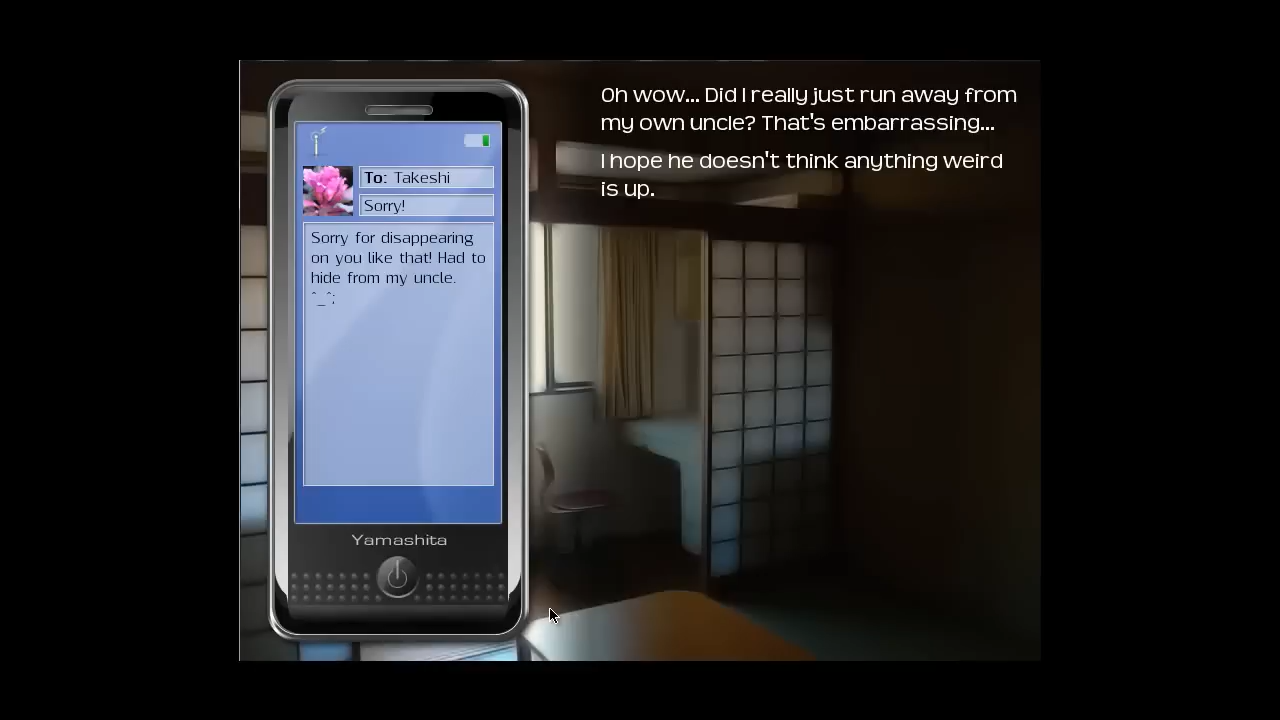 To: Takeshi
Sorry!
Sorry for disappearing
on you like that! Had to
hide from my uncle.
^_^;
Yamashita
Oh wow... Did I really just run away from
my own uncle? That's embarrassing...
I hope he doesn't think anything weird
is up.